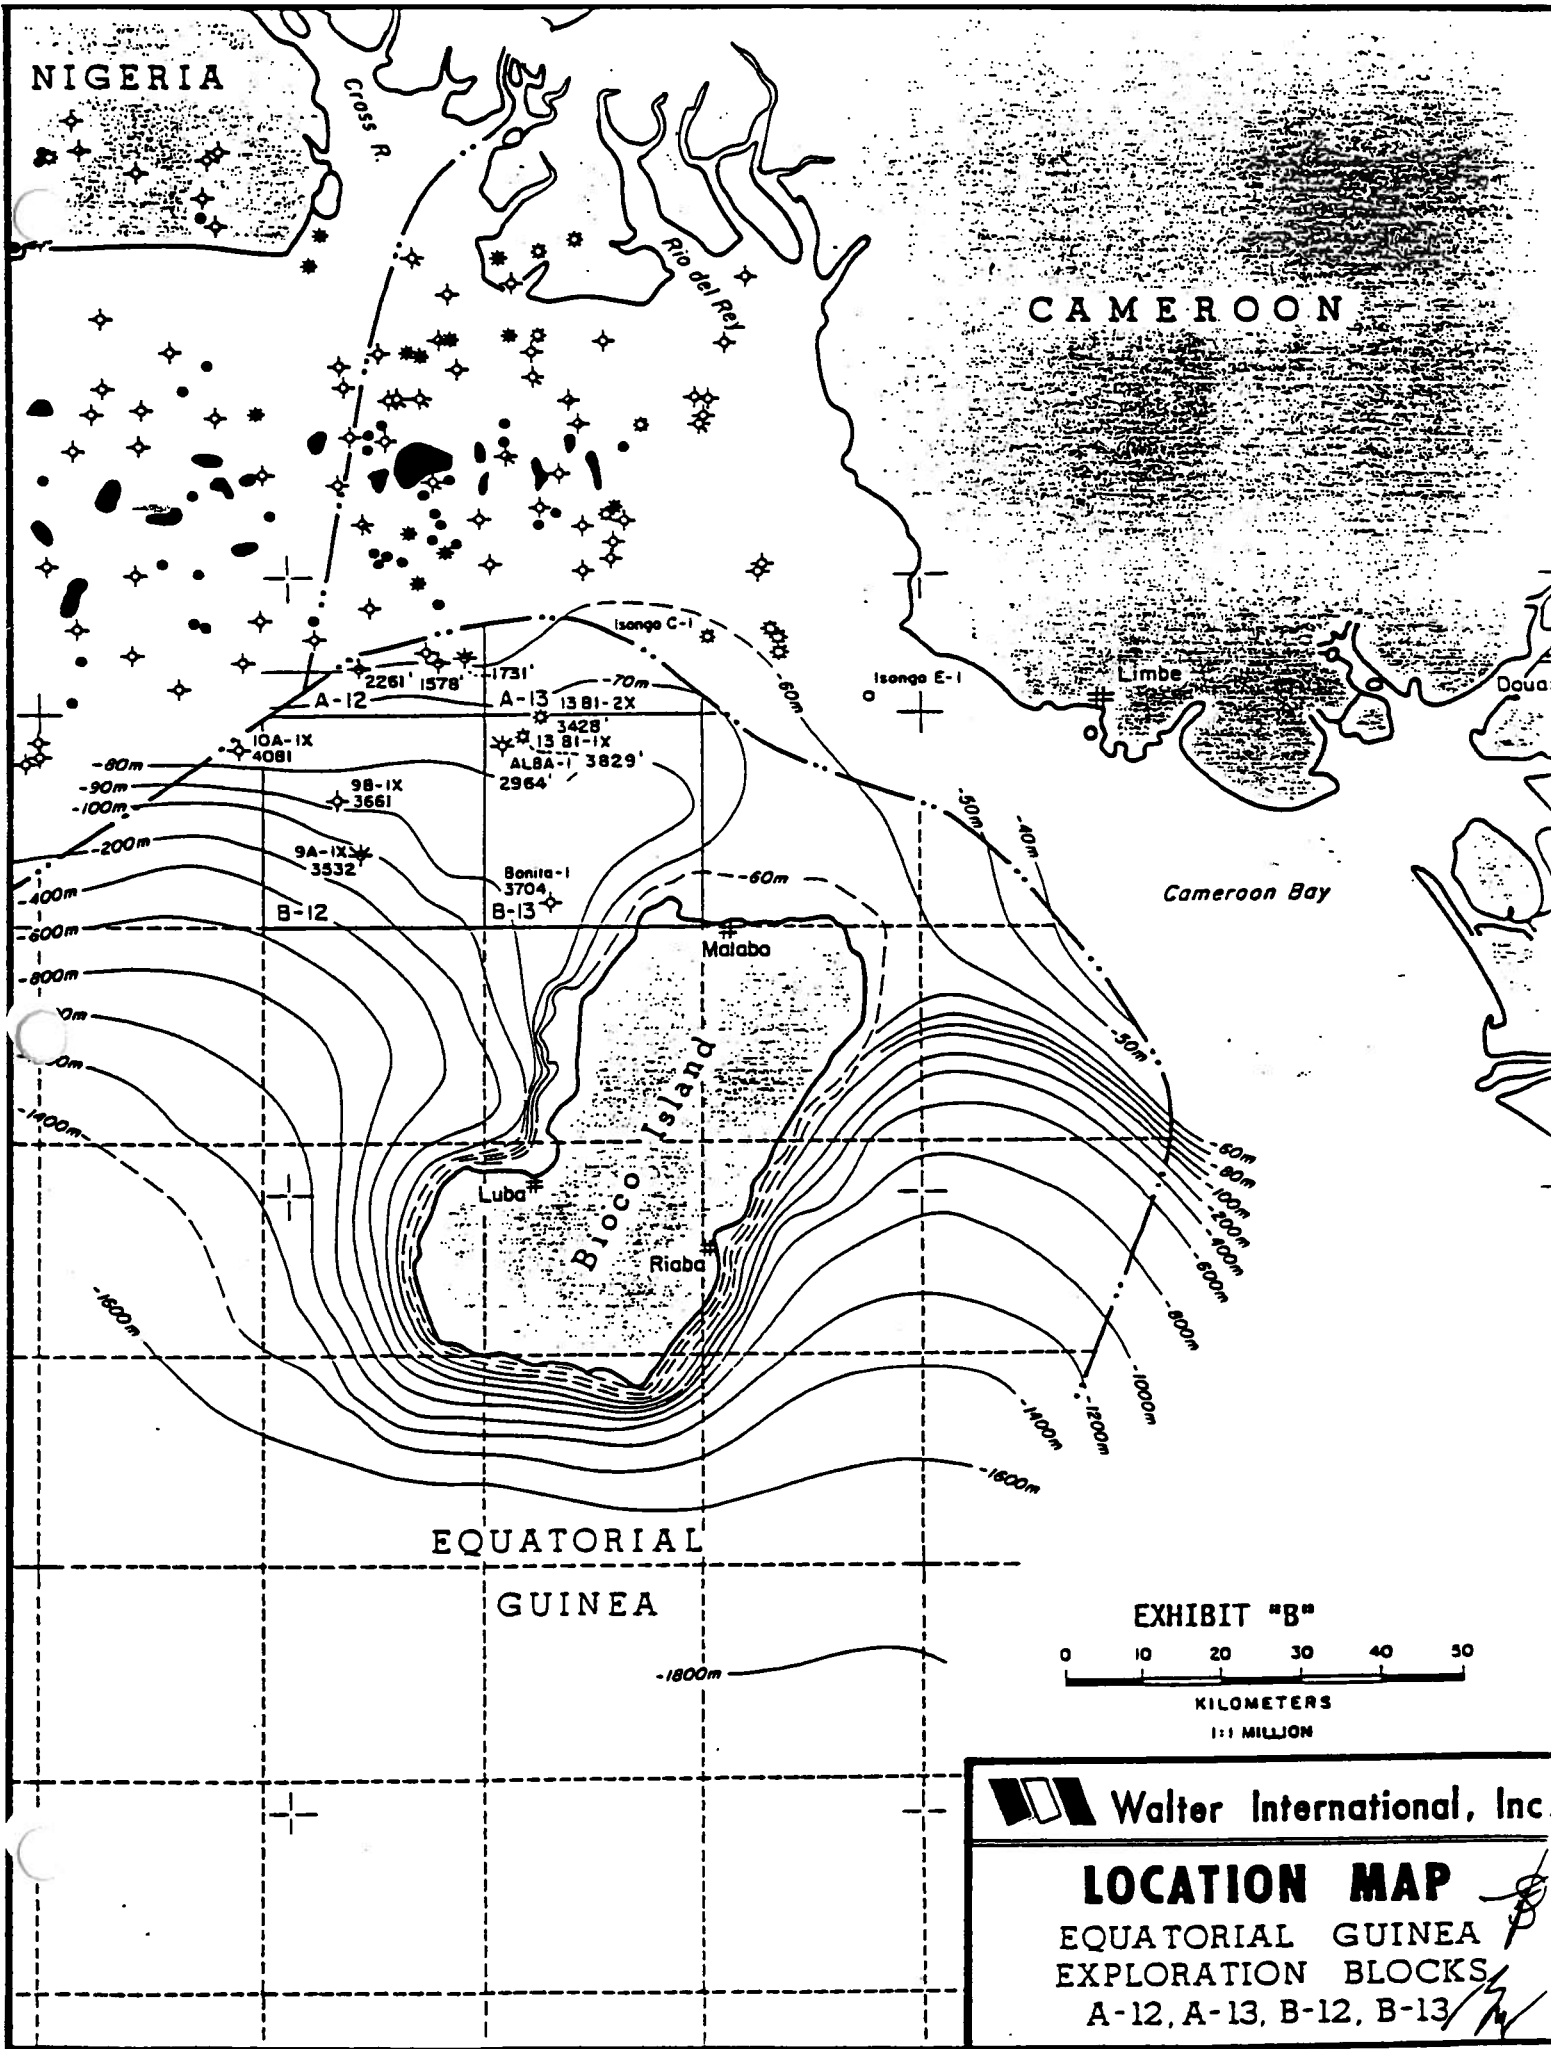 NIGERIA
Cross R.
Rio del Rey
CAMEROON
Isongo C-1
Isongo E-1
Limbe
Doua
2261' 1578' 1731'
A-12
A-13
13 B1-2X
3428'
13 B1-1X
ALBA-1 3829'
2964'
10A-1X
4081
9B-1X
3661
9A-1X
3532
Bonita-1
3704
B-12
B-13
-70m
-60m
-60m
-80m
-90m
-100m
-200m
-400m
-600m
-800m
-1400m
-1600m
-50m
-40m
-50m
Cameroon Bay
Malabo
Bioco Island
Luba
Riaba
-60m
-80m
-100m
-200m
-400m
-600m
-800m
-1000m
-1200m
-1400m
-1600m
EQUATORIAL
GUINEA
-1800m
EXHIBIT "B"
0 10 20 30 40 50
KILOMETERS
1:1 MILLION
Walter International, Inc.
LOCATION MAP
EQUATORIAL GUINEA
EXPLORATION BLOCKS
A-12, A-13, B-12, B-13